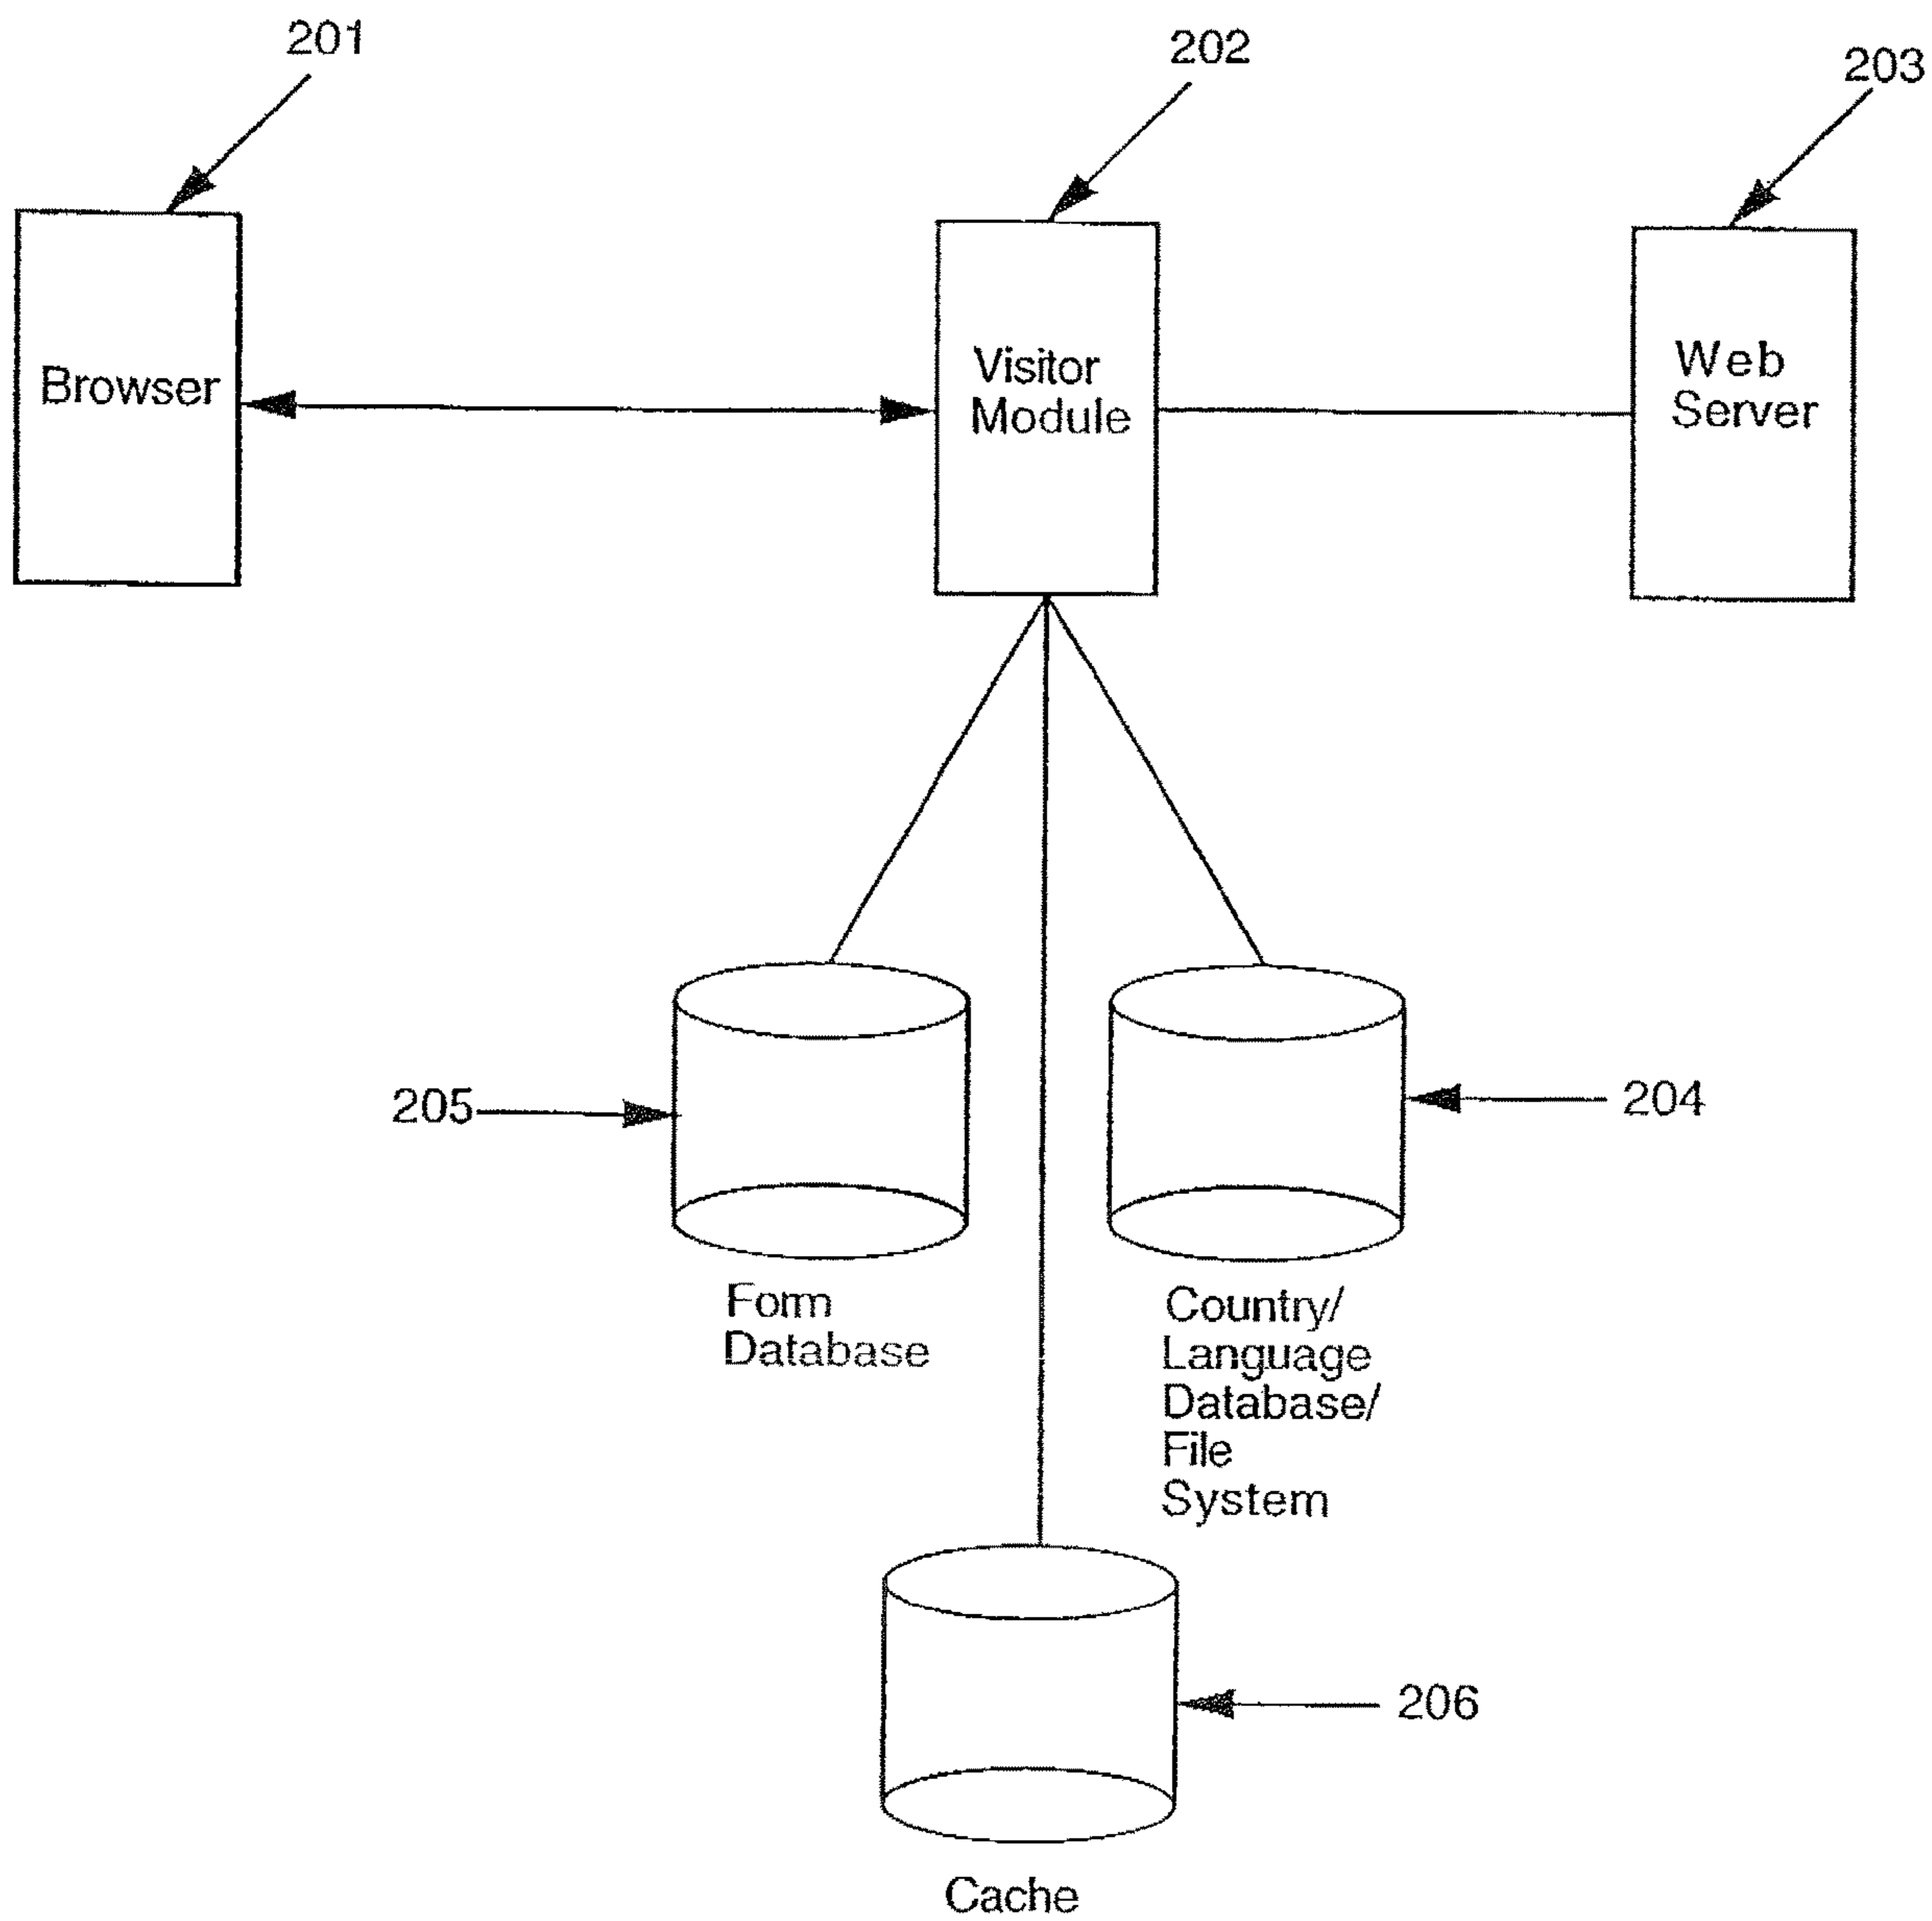 201
202
203
Browser
Visitor
Module
Web
Server
205
204
Form
Database
Country/
Language
Database/
File
System
206
Cache